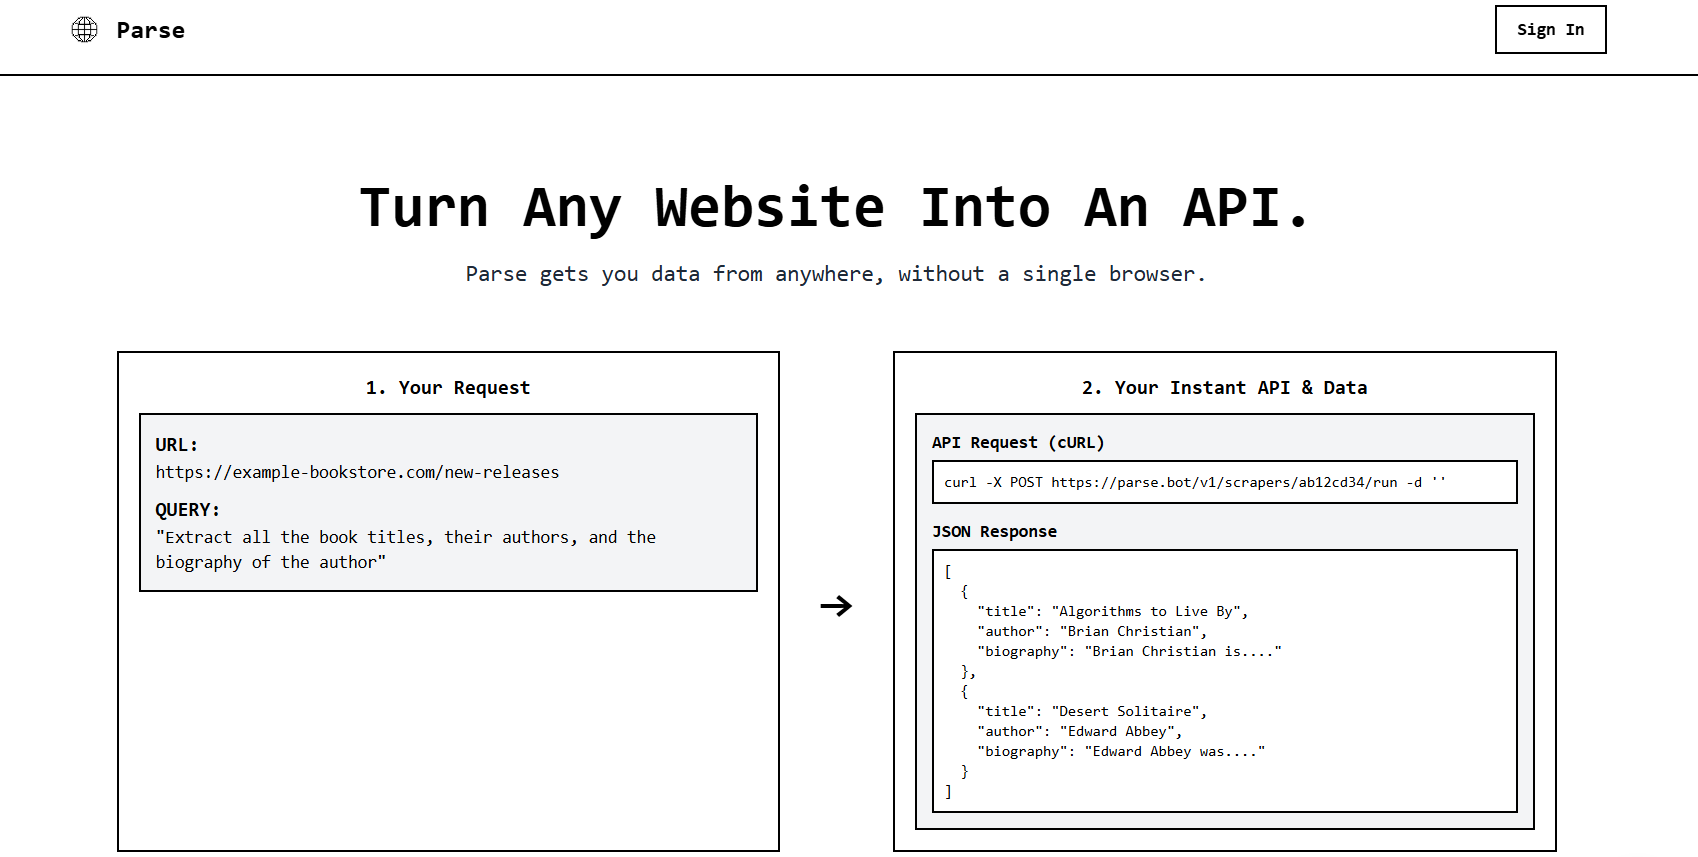 Parse
Sign In
Turn Any Website Into An API.
Parse gets you data from anywhere, without a single browser.
1. Your Request
URL:
https://example-bookstore.com/new-releases
QUERY:
"Extract all the book titles, their authors, and the
biography of the author"
→
2. Your Instant API & Data
API Request (cURL)
curl -X POST https://parse.bot/v1/scrapers/ab12cd34/run -d ''
JSON Response
[
  {
    "title": "Algorithms to Live By",
    "author": "Brian Christian",
    "biography": "Brian Christian is...."
  },
  {
    "title": "Desert Solitaire",
    "author": "Edward Abbey",
    "biography": "Edward Abbey was...."
  }
]